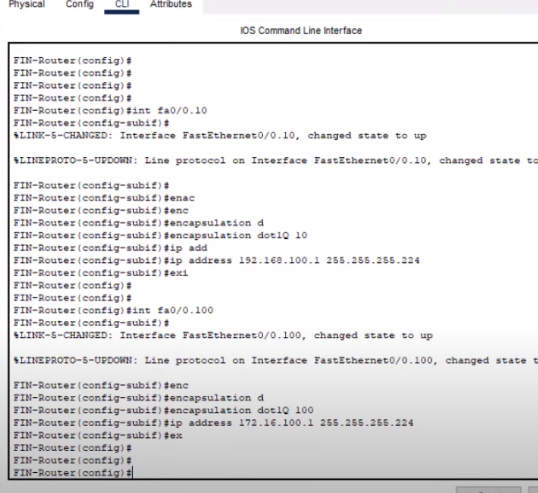 Physical Config CLI Attributes
IOS Command Line Interface
FIN-Router(config)#
FIN-Router(config)#
FIN-Router(config)#
FIN-Router(config)#
FIN-Router(config)#int fa0/0.10
FIN-Router(config-subif)#
%LINK-5-CHANGED: Interface FastEthernet0/0.10, changed state to up
%LINEPROTO-5-UPDOWN: Line protocol on Interface FastEthernet0/0.10, changed state to
FIN-Router(config-subif)#
FIN-Router(config-subif)#enac
FIN-Router(config-subif)#enc
FIN-Router(config-subif)#encapsulation d
FIN-Router(config-subif)#encapsulation dot1Q 10
FIN-Router(config-subif)#ip add
FIN-Router(config-subif)#ip address 192.168.100.1 255.255.255.224
FIN-Router(config-subif)#exi
FIN-Router(config)#
FIN-Router(config)#
FIN-Router(config)#int fa0/0.100
FIN-Router(config-subif)#
%LINK-5-CHANGED: Interface FastEthernet0/0.100, changed state to up
%LINEPROTO-5-UPDOWN: Line protocol on Interface FastEthernet0/0.100, changed state t
FIN-Router(config-subif)#enc
FIN-Router(config-subif)#encapsulation d
FIN-Router(config-subif)#encapsulation dot1Q 100
FIN-Router(config-subif)#ip address 172.16.100.1 255.255.255.224
FIN-Router(config-subif)#ex
FIN-Router(config)#
FIN-Router(config)#
FIN-Router(config)#